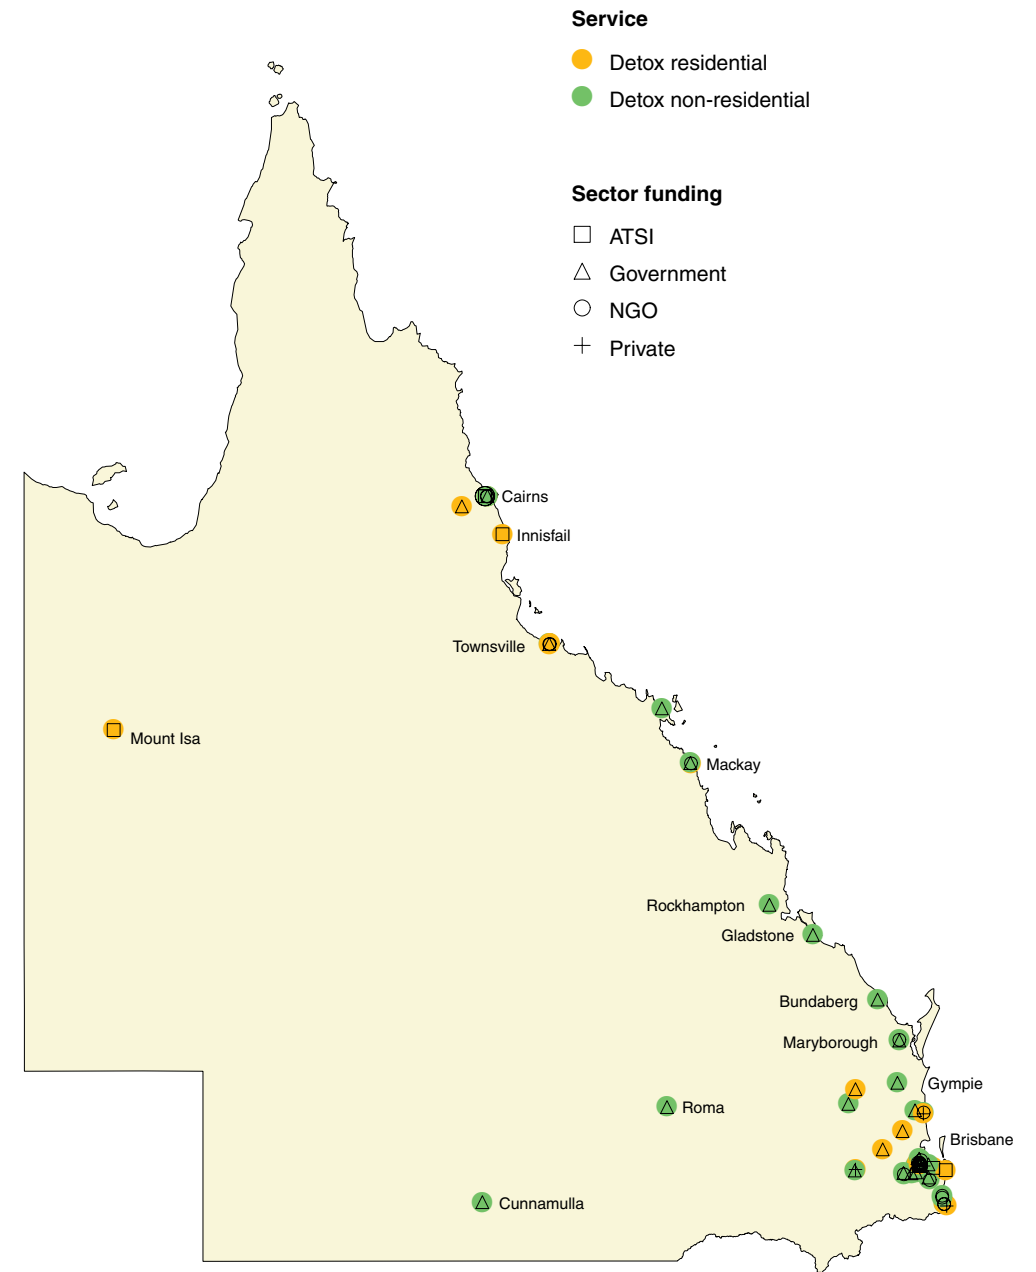 Service
Detox residential
Detox non-residential
Sector funding
ATSI
Government
NGO
Private
Cairns
Innisfail
Townsville
Mount Isa
Mackay
Rockhampton
Gladstone
Bundaberg
Maryborough
Gympie
Roma
Brisbane
Cunnamulla